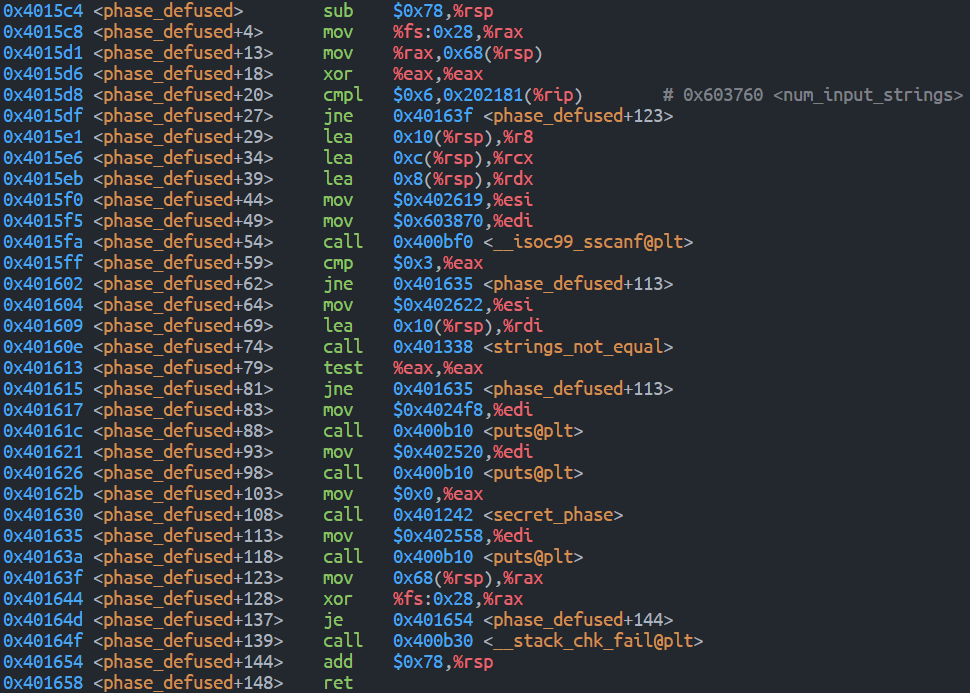 0x4015c4 <phase_defused> sub $0x78,%rsp
0x4015c8 <phase_defused+4> mov %fs:0x28,%rax
0x4015d1 <phase_defused+13> mov %rax,0x68(%rsp)
0x4015d6 <phase_defused+18> xor %eax,%eax
0x4015d8 <phase_defused+20> cmpl $0x6,0x202181(%rip) # 0x603760 <num_input_strings>
0x4015df <phase_defused+27> jne 0x40163f <phase_defused+123>
0x4015e1 <phase_defused+29> lea 0x10(%rsp),%r8
0x4015e6 <phase_defused+34> lea 0xc(%rsp),%rcx
0x4015eb <phase_defused+39> lea 0x8(%rsp),%rdx
0x4015f0 <phase_defused+44> mov $0x402619,%esi
0x4015f5 <phase_defused+49> mov $0x603870,%edi
0x4015fa <phase_defused+54> call 0x400bf0 <__isoc99_sscanf@plt>
0x4015ff <phase_defused+59> cmp $0x3,%eax
0x401602 <phase_defused+62> jne 0x401635 <phase_defused+113>
0x401604 <phase_defused+64> mov $0x402622,%esi
0x401609 <phase_defused+69> lea 0x10(%rsp),%rdi
0x40160e <phase_defused+74> call 0x401338 <strings_not_equal>
0x401613 <phase_defused+79> test %eax,%eax
0x401615 <phase_defused+81> jne 0x401635 <phase_defused+113>
0x401617 <phase_defused+83> mov $0x4024f8,%edi
0x40161c <phase_defused+88> call 0x400b10 <puts@plt>
0x401621 <phase_defused+93> mov $0x402520,%edi
0x401626 <phase_defused+98> call 0x400b10 <puts@plt>
0x40162b <phase_defused+103> mov $0x0,%eax
0x401630 <phase_defused+108> call 0x401242 <secret_phase>
0x401635 <phase_defused+113> mov $0x402558,%edi
0x40163a <phase_defused+118> call 0x400b10 <puts@plt>
0x40163f <phase_defused+123> mov 0x68(%rsp),%rax
0x401644 <phase_defused+128> xor %fs:0x28,%rax
0x40164d <phase_defused+137> je 0x401654 <phase_defused+144>
0x40164f <phase_defused+139> call 0x400b30 <__stack_chk_fail@plt>
0x401654 <phase_defused+144> add $0x78,%rsp
0x401658 <phase_defused+148> ret